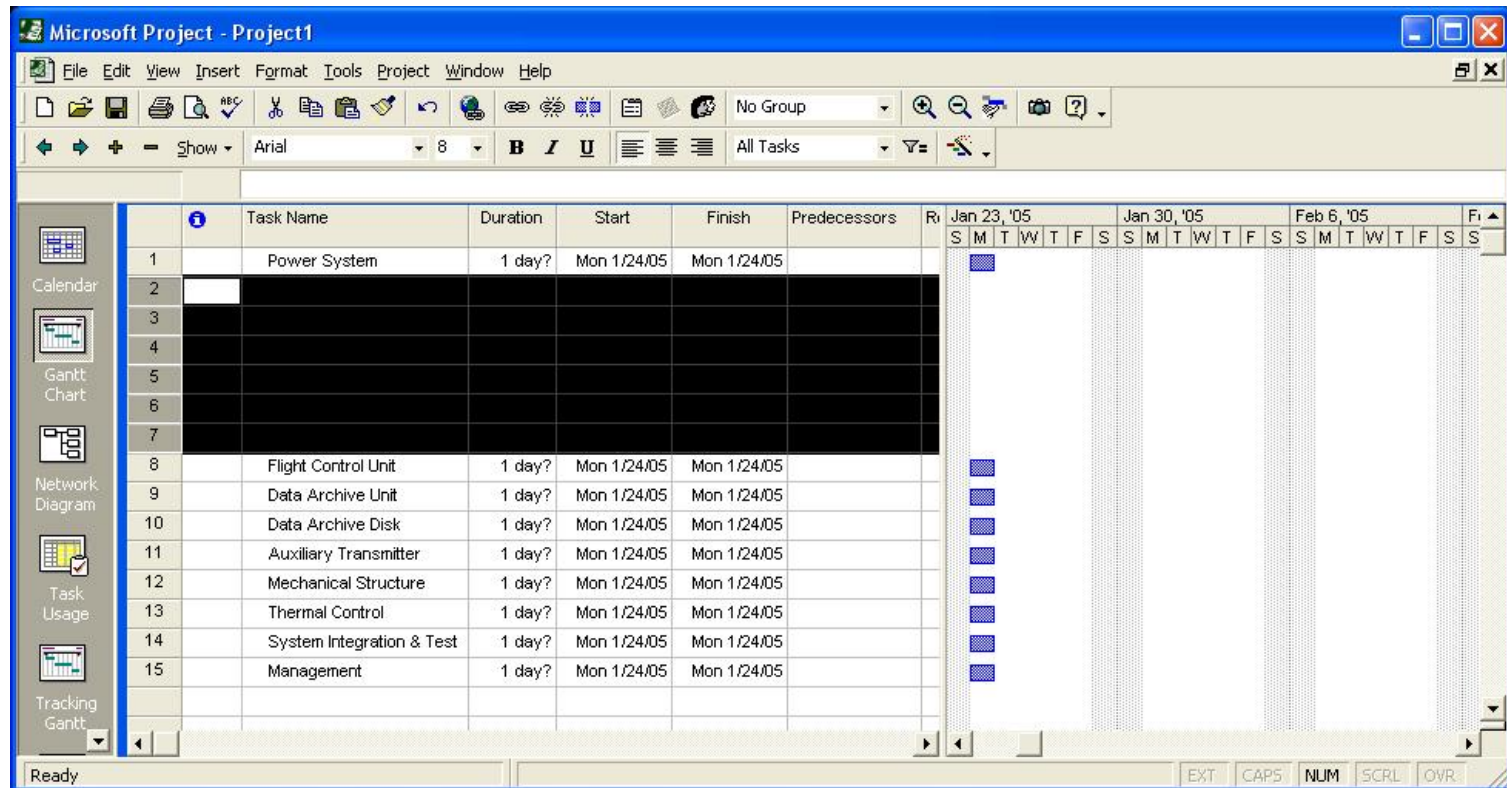 Microsoft Project - Project1
File Edit View Insert Format Tools Project Window Help
ABC No Group
Show Arial 8 B I U All Tasks
Task Name Duration Start Finish Predecessors Jan 23, '05 Jan 30, '05 Feb 6, '05
S M T W T F S S M T W T F S S M T W T F S S
1 Power System 1 day? Mon 1/24/05 Mon 1/24/05
Calendar
2
3
4
Gantt Chart
5
6
7
8 Flight Control Unit 1 day? Mon 1/24/05 Mon 1/24/05
Network Diagram
9 Data Archive Unit 1 day? Mon 1/24/05 Mon 1/24/05
10 Data Archive Disk 1 day? Mon 1/24/05 Mon 1/24/05
11 Auxiliary Transmitter 1 day? Mon 1/24/05 Mon 1/24/05
12 Mechanical Structure 1 day? Mon 1/24/05 Mon 1/24/05
Task Usage
13 Thermal Control 1 day? Mon 1/24/05 Mon 1/24/05
14 System Integration & Test 1 day? Mon 1/24/05 Mon 1/24/05
15 Management 1 day? Mon 1/24/05 Mon 1/24/05
Tracking Gantt
Ready EXT CAPS NUM SCRL OVR